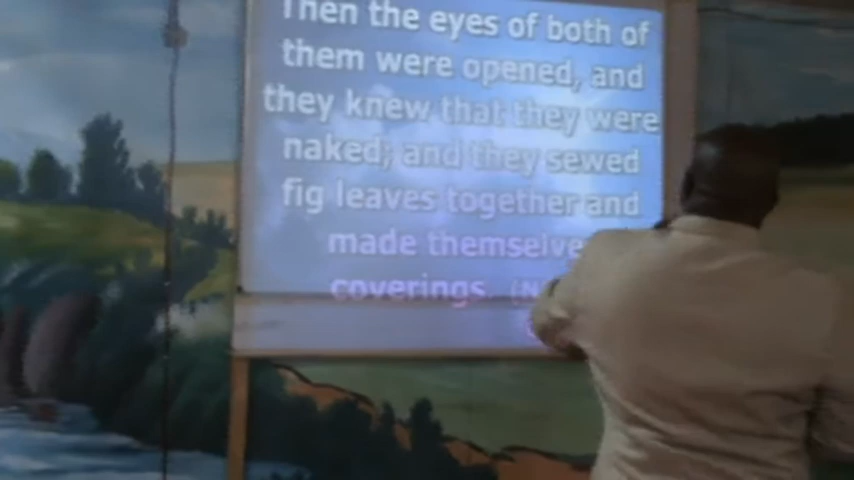 Then the eyes of both of
them were opened, and
they knew that they were
naked; and they sewed
fig leaves together and
made themselve
coverings. (N